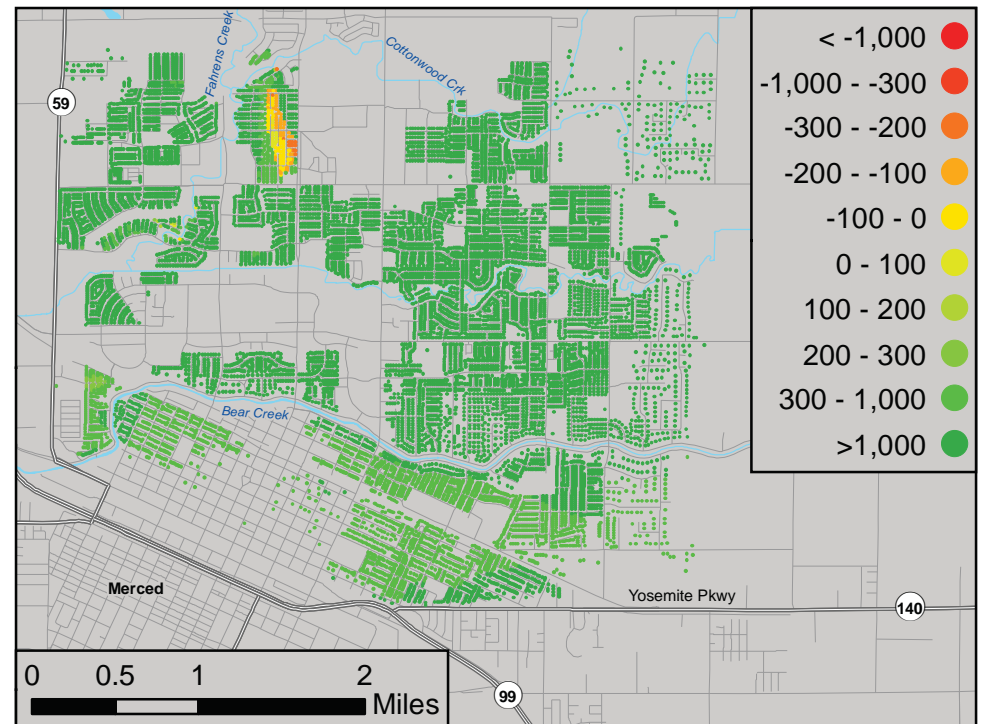 Fahrens Creek
Cottonwood Crk
59
< -1,000
-1,000 - -300
-300 - -200
-200 - -100
-100 - 0
0 - 100
100 - 200
200 - 300
300 - 1,000
>1,000
Bear Creek
Merced
Yosemite Pkwy
140
99
0 0.5 1 2
Miles